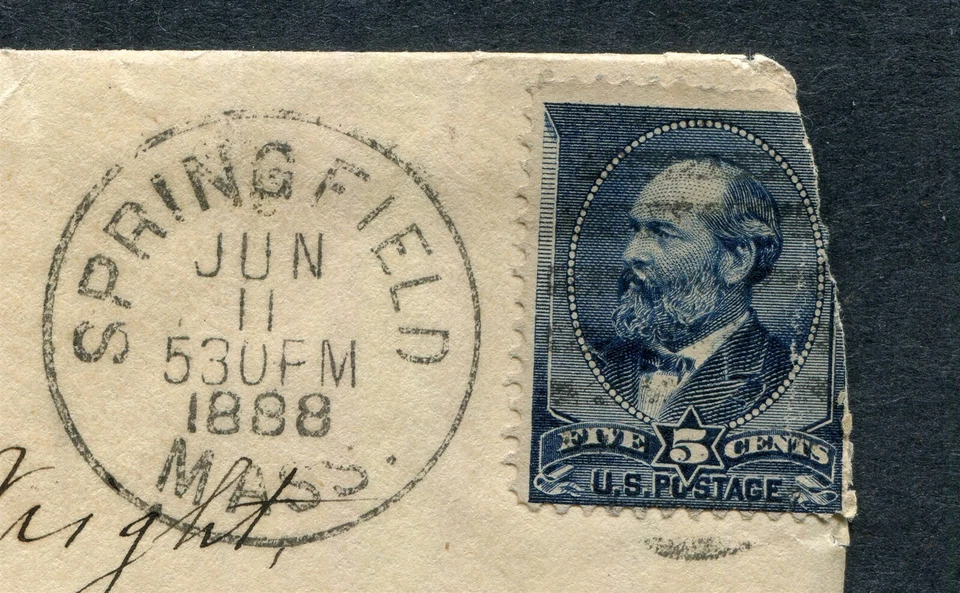 SPRINGFIELD
JUN
11
530PM
1888
MASS.
FIVE 5 CENTS
U.S. POSTAGE